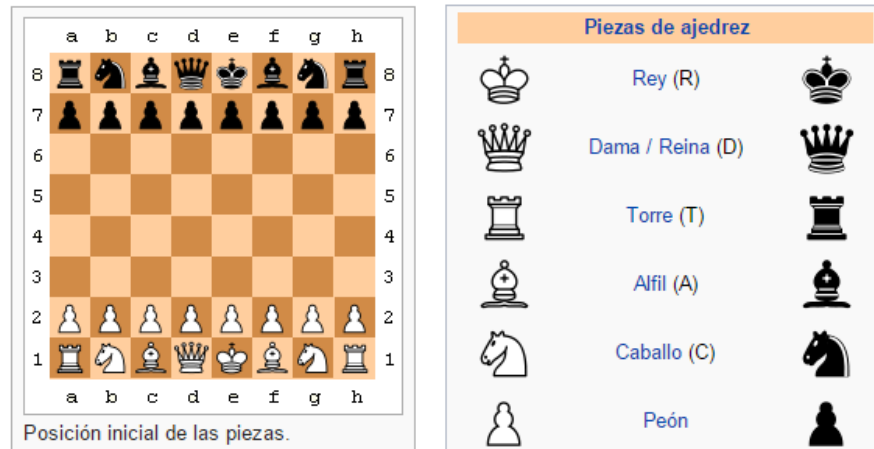 a b c d e f g h
8 8
7 7
6 6
5 5
4 4
3 3
2 2
1 1
a b c d e f g h
Posición inicial de las piezas.
Piezas de ajedrez
Rey (R)
Dama / Reina (D)
Torre (T)
Alfil (A)
Caballo (C)
Peón